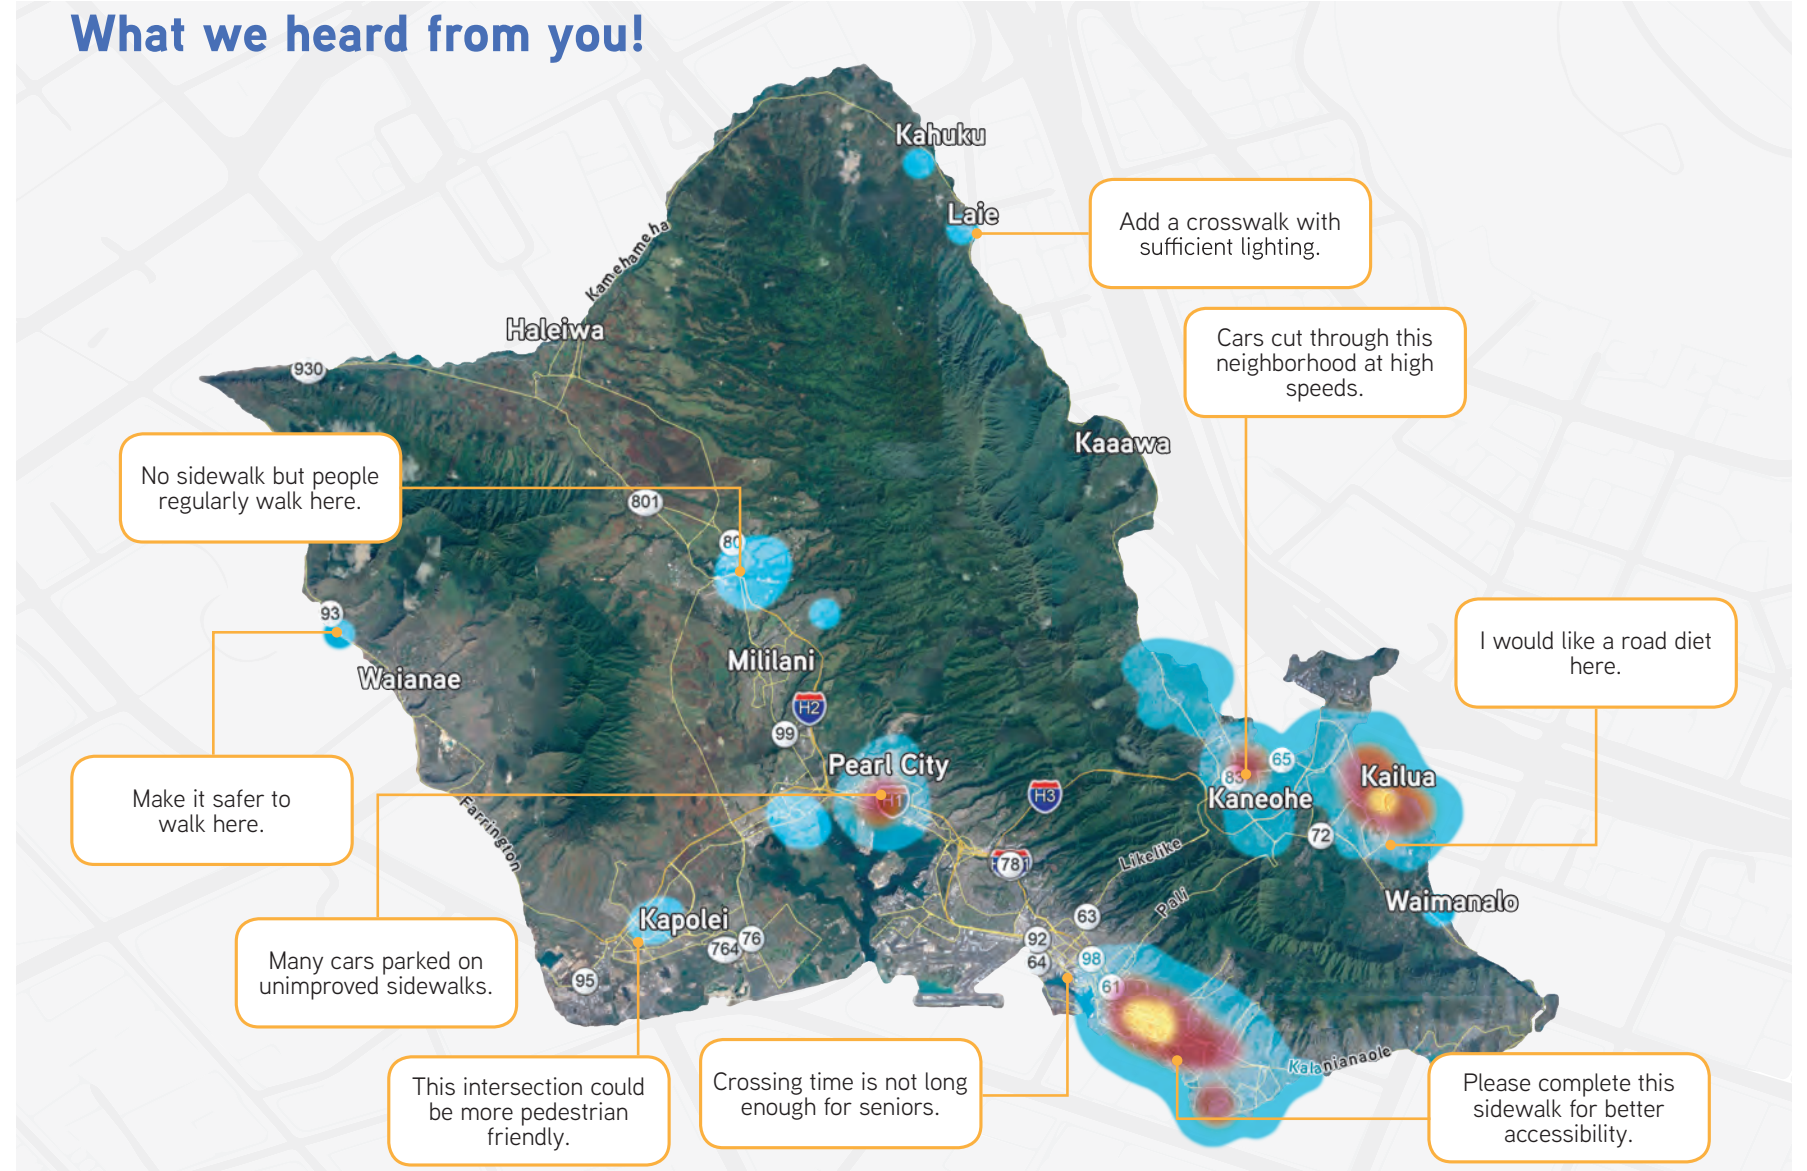 What we heard from you!
Kahuku
Laie
Add a crosswalk with
sufficient lighting.
Kamehameha
Haleiwa
Cars cut through this
neighborhood at high
speeds.
930
Kaaawa
No sidewalk but people
regularly walk here.
801
80
93
I would like a road diet
here.
Mililani
Waianae
H2
99
Pearl City
65
83
Kailua
Kaneohe
H1
H3
Make it safer to
walk here.
72
Farrington
78
Likelike
Pali
Waimanalo
Kapolei
63
76
764
92
64
98
Many cars parked on
unimproved sidewalks.
95
61
Kalanianaole
This intersection could
be more pedestrian
friendly.
Crossing time is not long
enough for seniors.
Please complete this
sidewalk for better
accessibility.